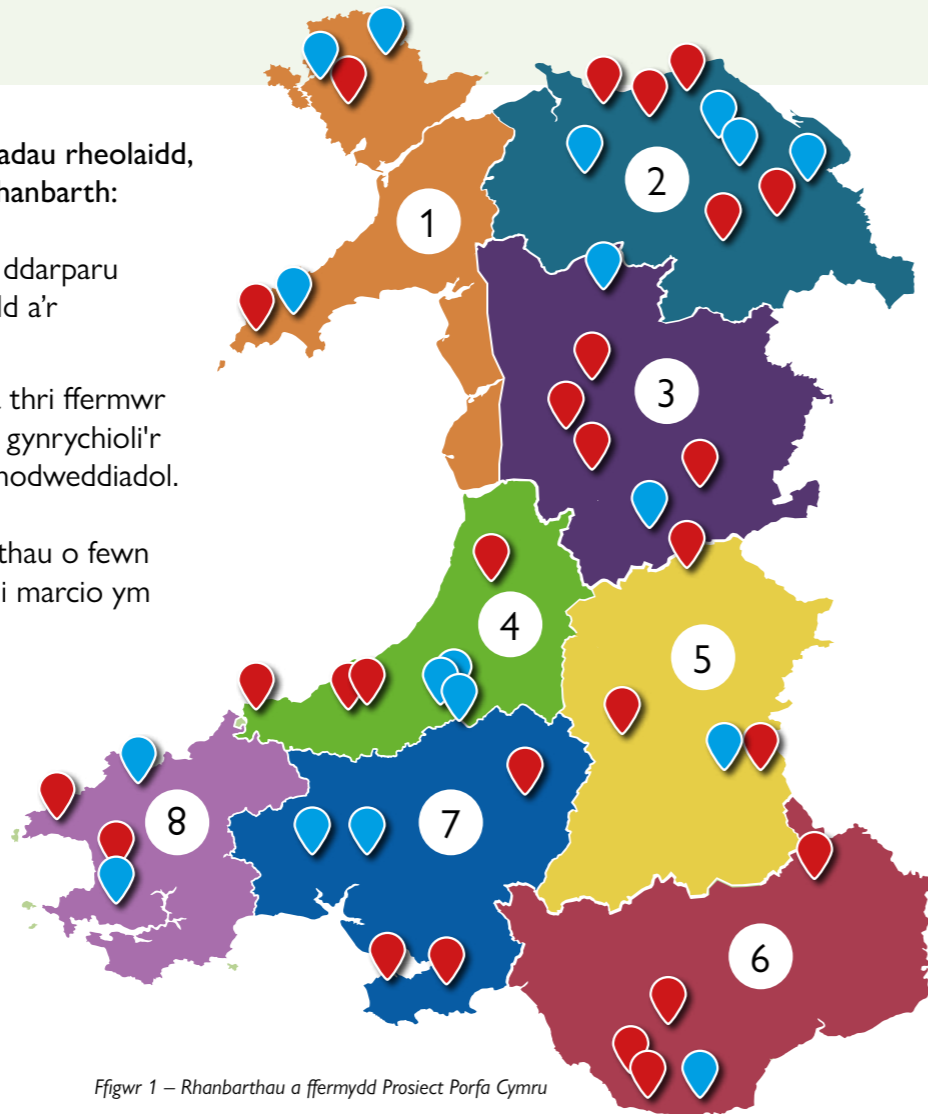 adau rheolaidd,
hanbarth:
ddarparu
ld a'r
thri ffermwr
gynrychioli'r
nodweddiadol.
thau o fewn
i marcio ym
1
2
3
4
5
8
7
6
Ffigwr 1 – Rhanbarthau a ffermydd Prosiect Porfa Cymru